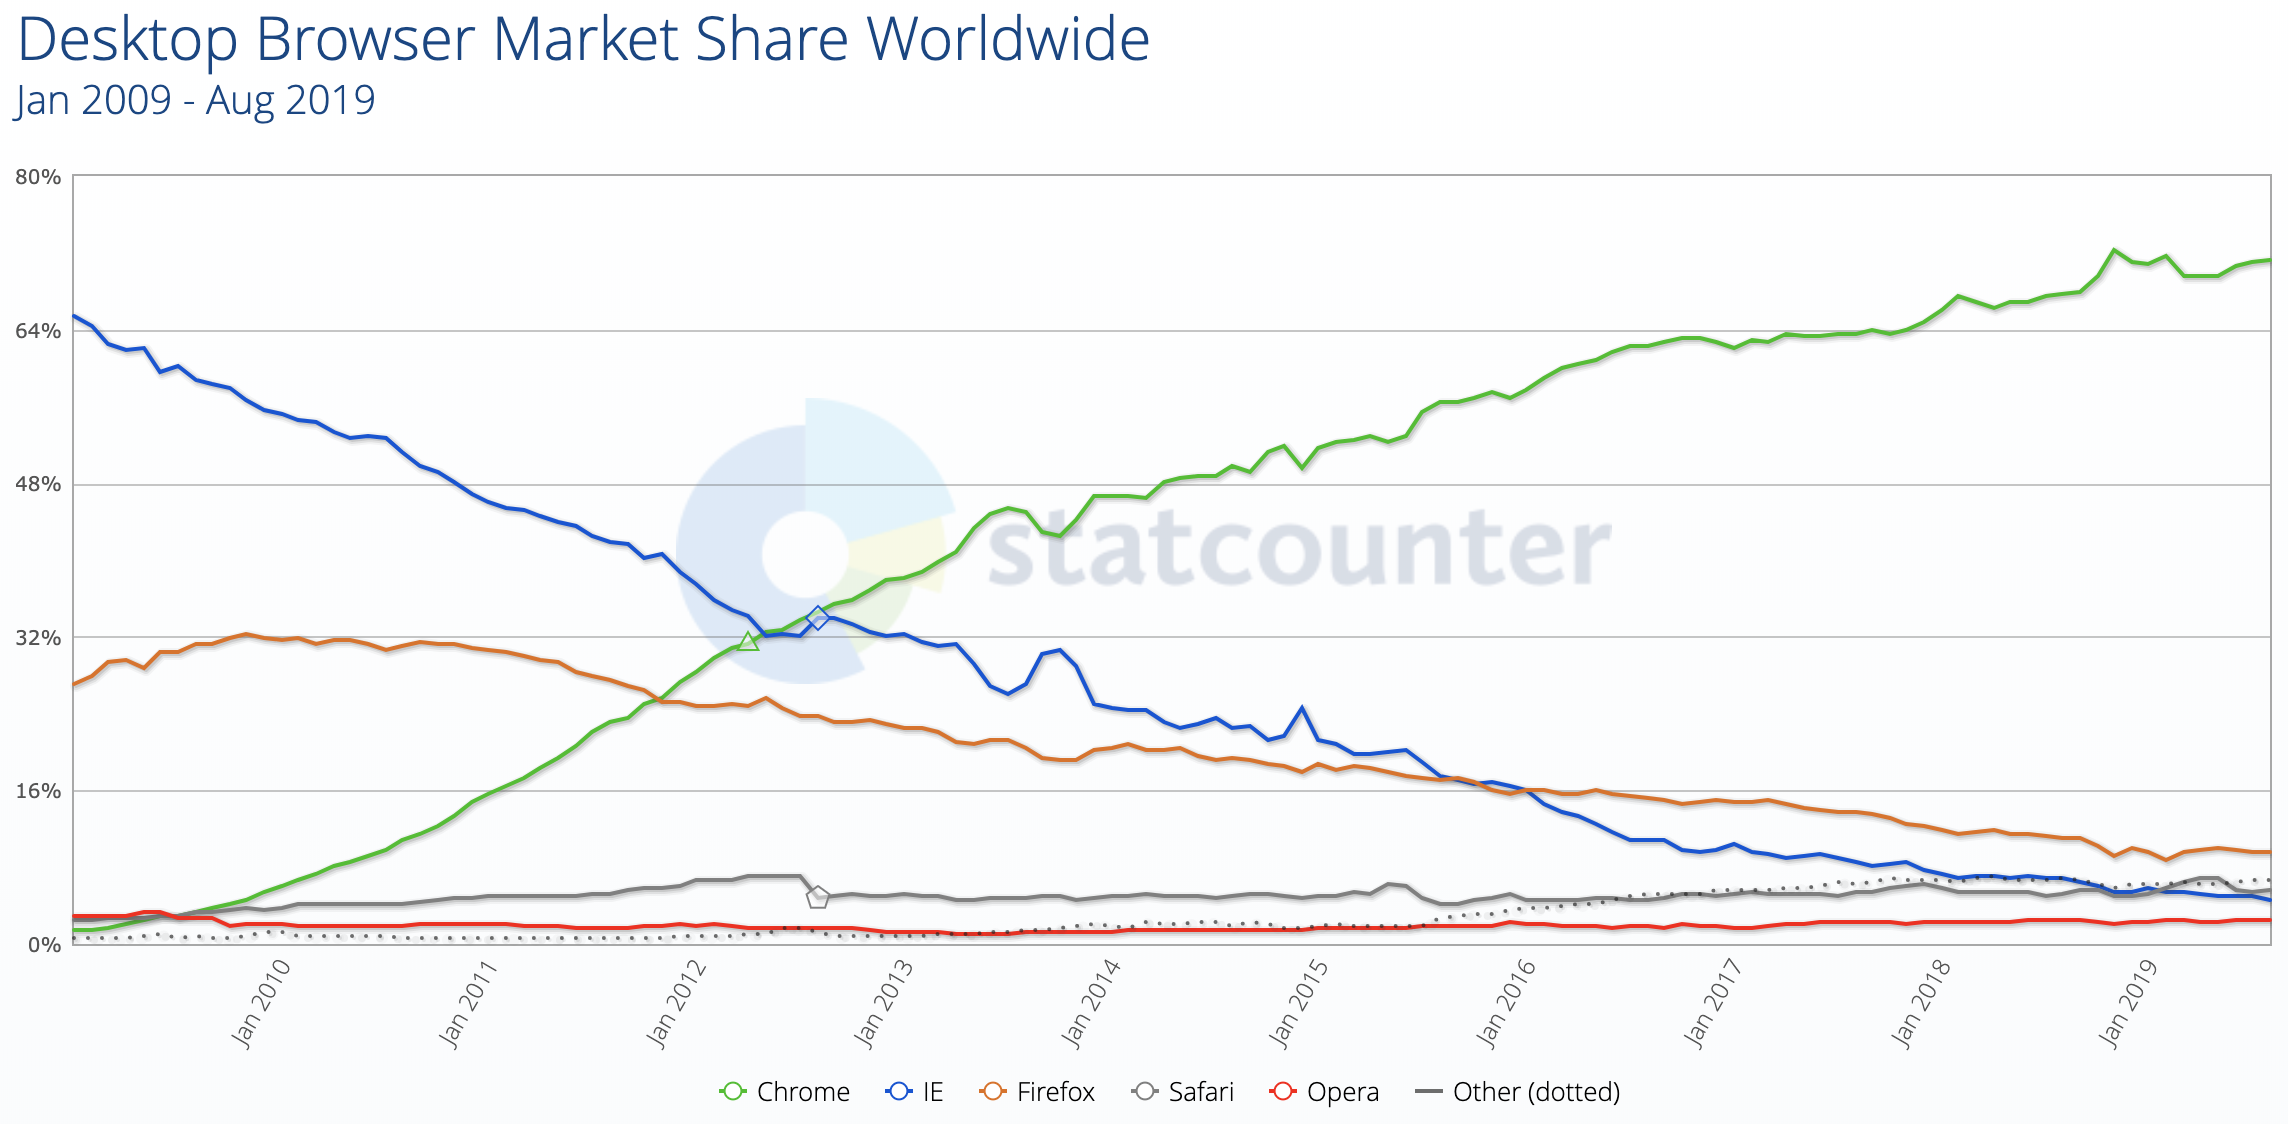 Desktop Browser Market Share Worldwide
Jan 2009 - Aug 2019
80%
64%
48%
32%
16%
0%
statcounter
Jan 2010
Jan 2011
Jan 2012
Jan 2013
Jan 2014
Jan 2015
Jan 2016
Jan 2017
Jan 2018
Jan 2019
Chrome IE Firefox Safari Opera Other (dotted)